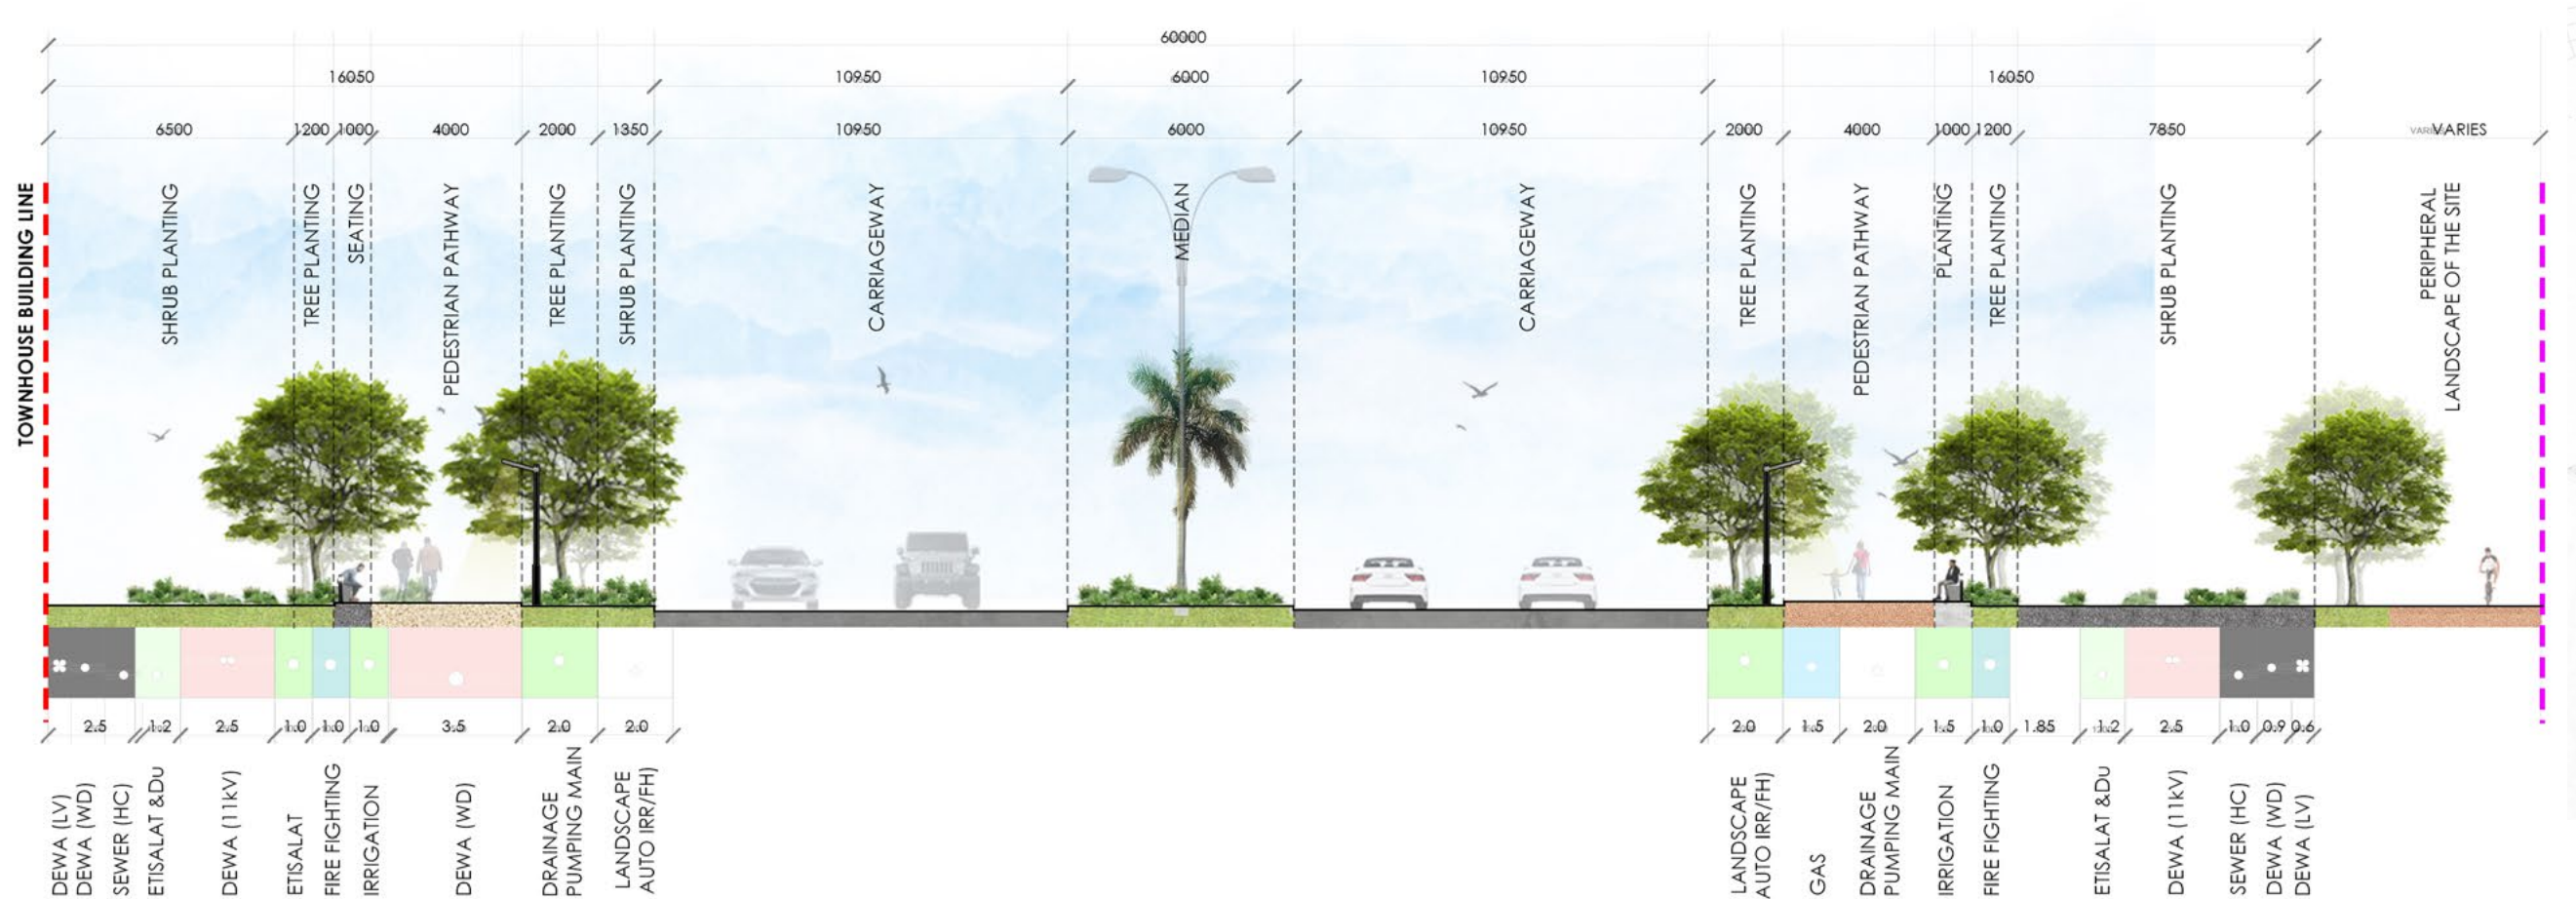 60000
16050
10950
6000
10950
16050
6500
1200
1000
4000
2000
1350
10950
6000
10950
2000
4000
1000
1200
7850
VARIES
TOWNHOUSE BUILDING LINE
SHRUB PLANTING
TREE PLANTING
SEATING
PEDESTRIAN PATHWAY
TREE PLANTING
SHRUB PLANTING
CARRIAGEWAY
MEDIAN
CARRIAGEWAY
TREE PLANTING
PEDESTRIAN PATHWAY
PLANTING
TREE PLANTING
SHRUB PLANTING
PERIPHERAL
LANDSCAPE OF THE SITE
2.5
1.2
2.5
1.0
1.0
1.0
3.5
2.0
2.0
2.0
1.5
2.0
1.5
1.0
1.85
1.2
2.5
1.0
0.9
0.6
DEWA (LV)
DEWA (WD)
SEWER (HC)
ETISALAT &Du
DEWA (11kV)
ETISALAT
FIRE FIGHTING
IRRIGATION
DEWA (WD)
DRAINAGE
PUMPING MAIN
LANDSCAPE
AUTO IRR/FH)
LANDSCAPE
AUTO IRR/FH)
GAS
DRAINAGE
PUMPING MAIN
IRRIGATION
FIRE FIGHTING
ETISALAT &Du
DEWA (11kV)
SEWER (HC)
DEWA (WD)
DEWA (LV)